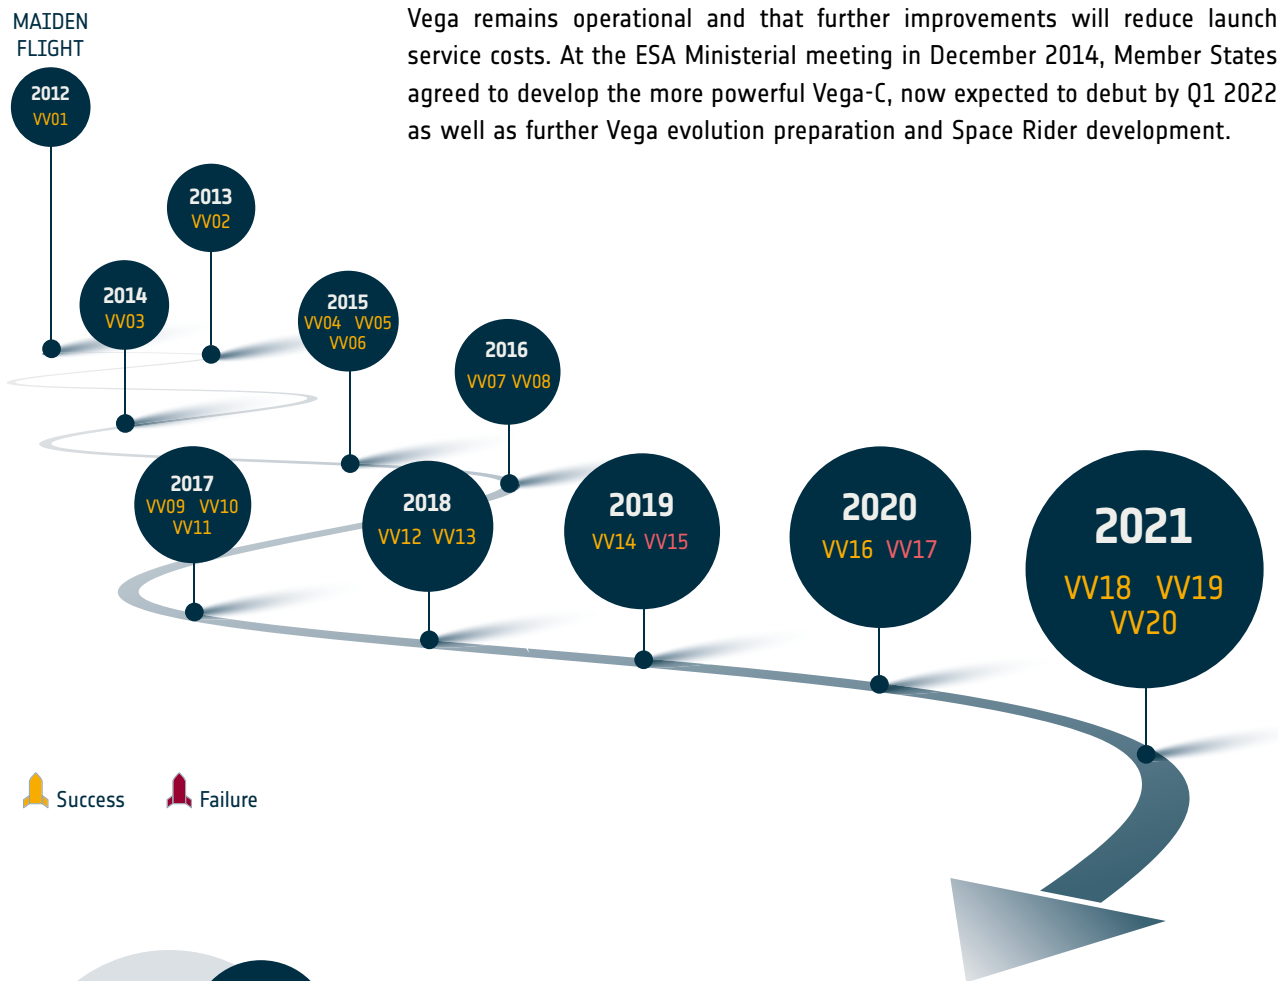 MAIDEN
FLIGHT
Vega remains operational and that further improvements will reduce launch
service costs. At the ESA Ministerial meeting in December 2014, Member States
agreed to develop the more powerful Vega-C, now expected to debut by Q1 2022
as well as further Vega evolution preparation and Space Rider development.
2012
VV01
2013
VV02
2014
VV03
2015
VV04 VV05
VV06
2016
VV07 VV08
2017
VV09 VV10
VV11
2018
VV12 VV13
2019
VV14 VV15
2020
VV16 VV17
2021
VV18 VV19
VV20
Success Failure